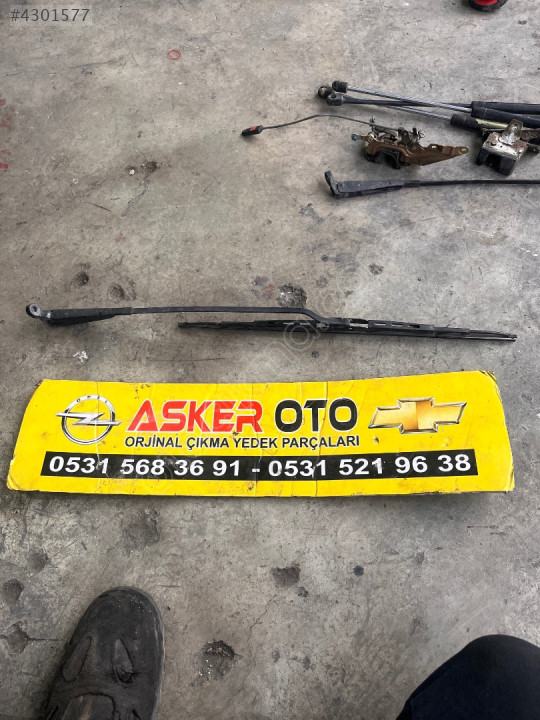 #4301577
ASKER OTO
ORJİNAL ÇIKMA YEDEK PARÇALARI
0531 568 36 91 - 0531 521 96 38